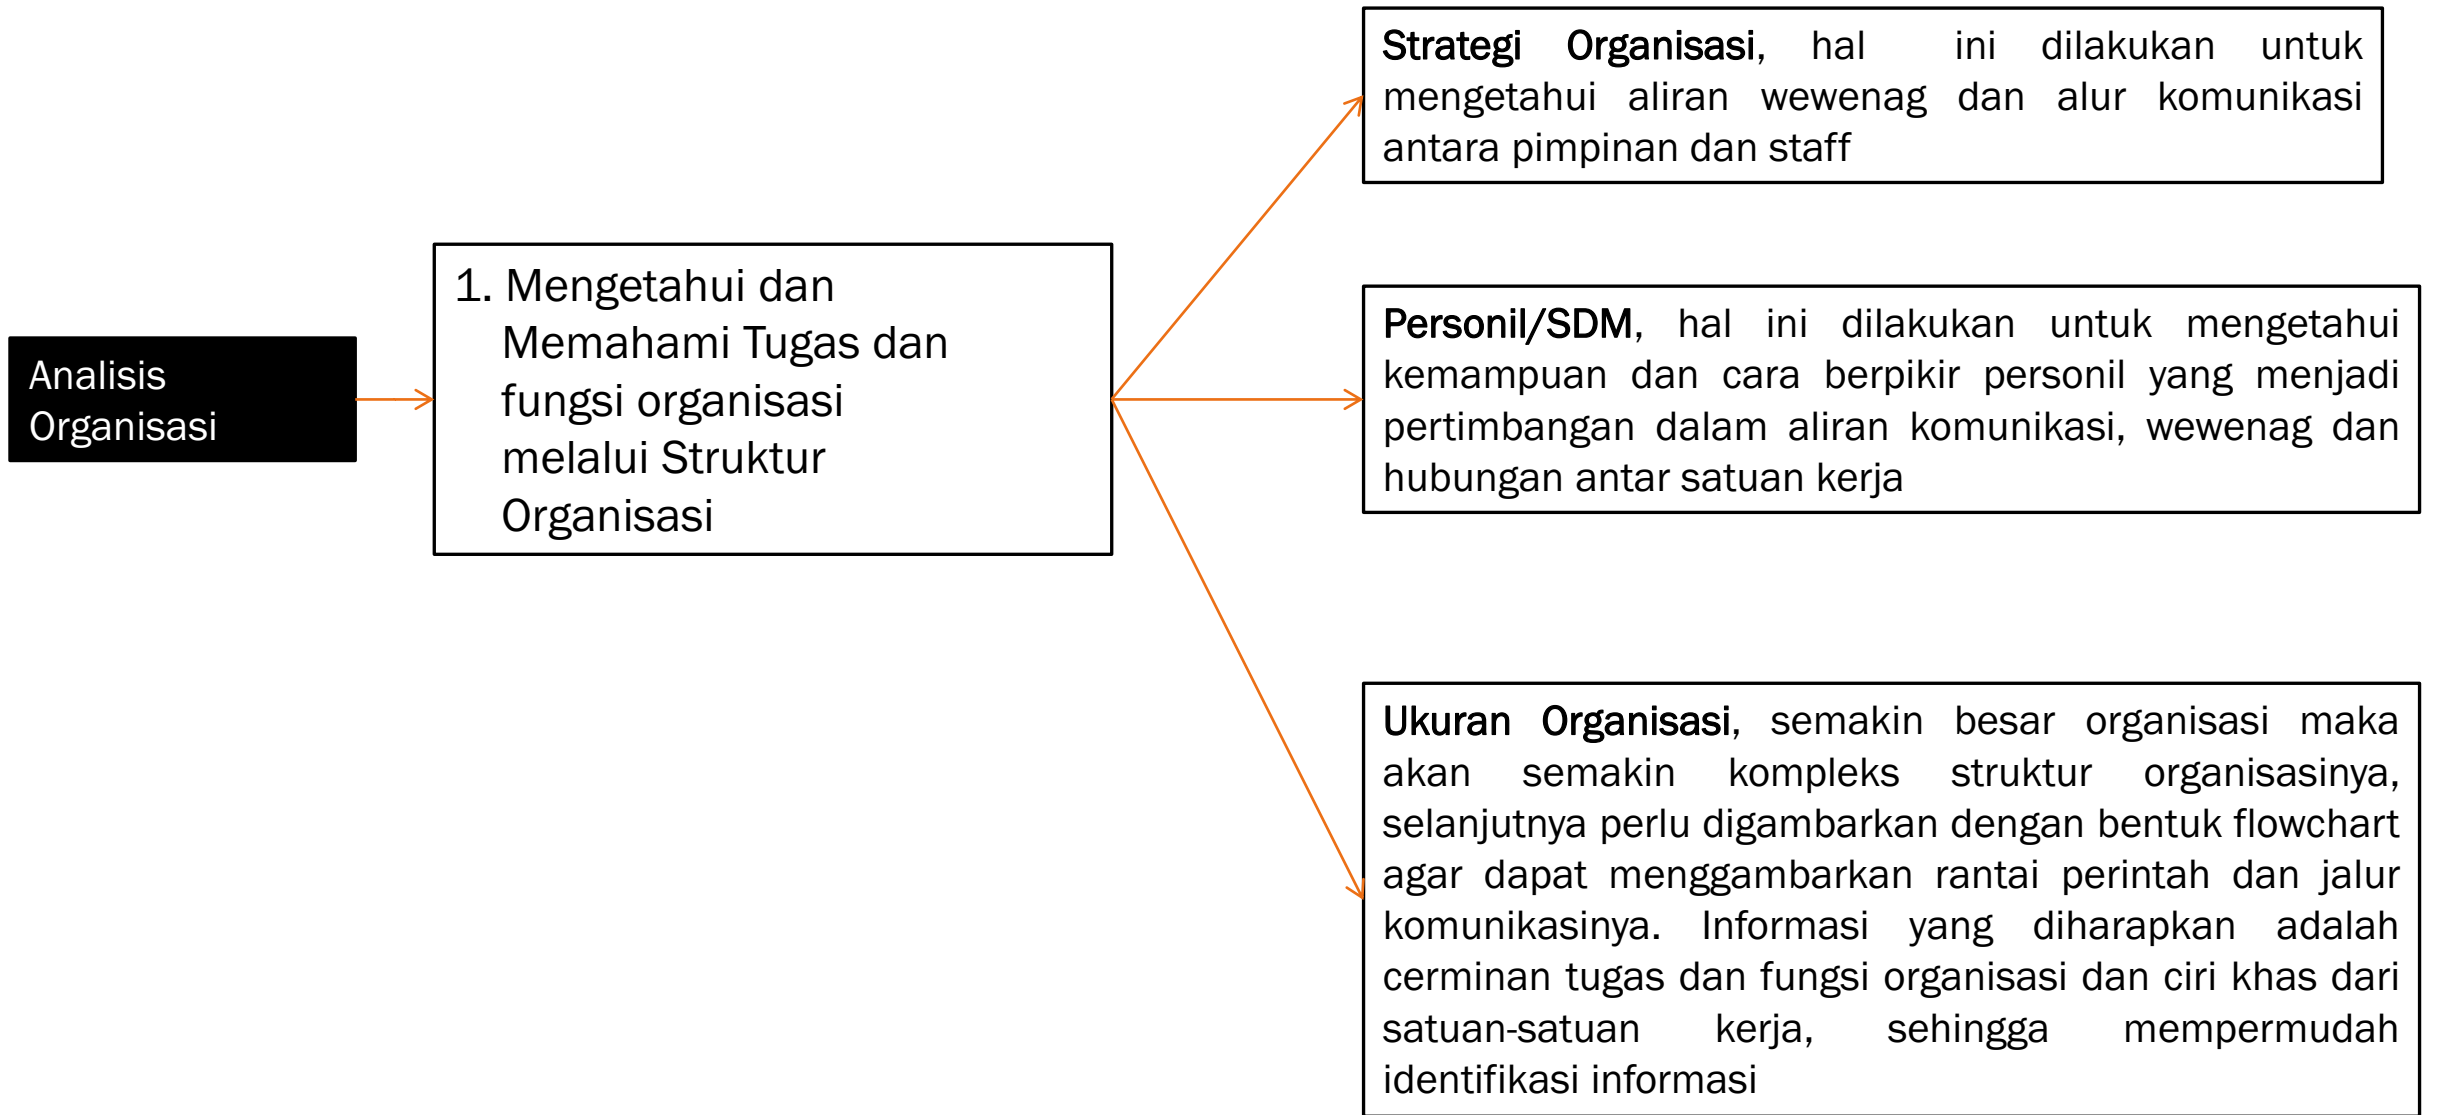 Analisis
Organisasi
1. Mengetahui dan
Memahami Tugas dan
fungsi organisasi
melalui Struktur
Organisasi
Strategi Organisasi, hal ini dilakukan untuk
mengetahui aliran wewenag dan alur komunikasi
antara pimpinan dan staff
Personil/SDM, hal ini dilakukan untuk mengetahui
kemampuan dan cara berpikir personil yang menjadi
pertimbangan dalam aliran komunikasi, wewenag dan
hubungan antar satuan kerja
Ukuran Organisasi, semakin besar organisasi maka
akan semakin kompleks struktur organisasinya,
selanjutnya perlu digambarkan dengan bentuk flowchart
agar dapat menggambarkan rantai perintah dan jalur
komunikasinya. Informasi yang diharapkan adalah
cerminan tugas dan fungsi organisasi dan ciri khas dari
satuan-satuan kerja, sehingga mempermudah
identifikasi informasi